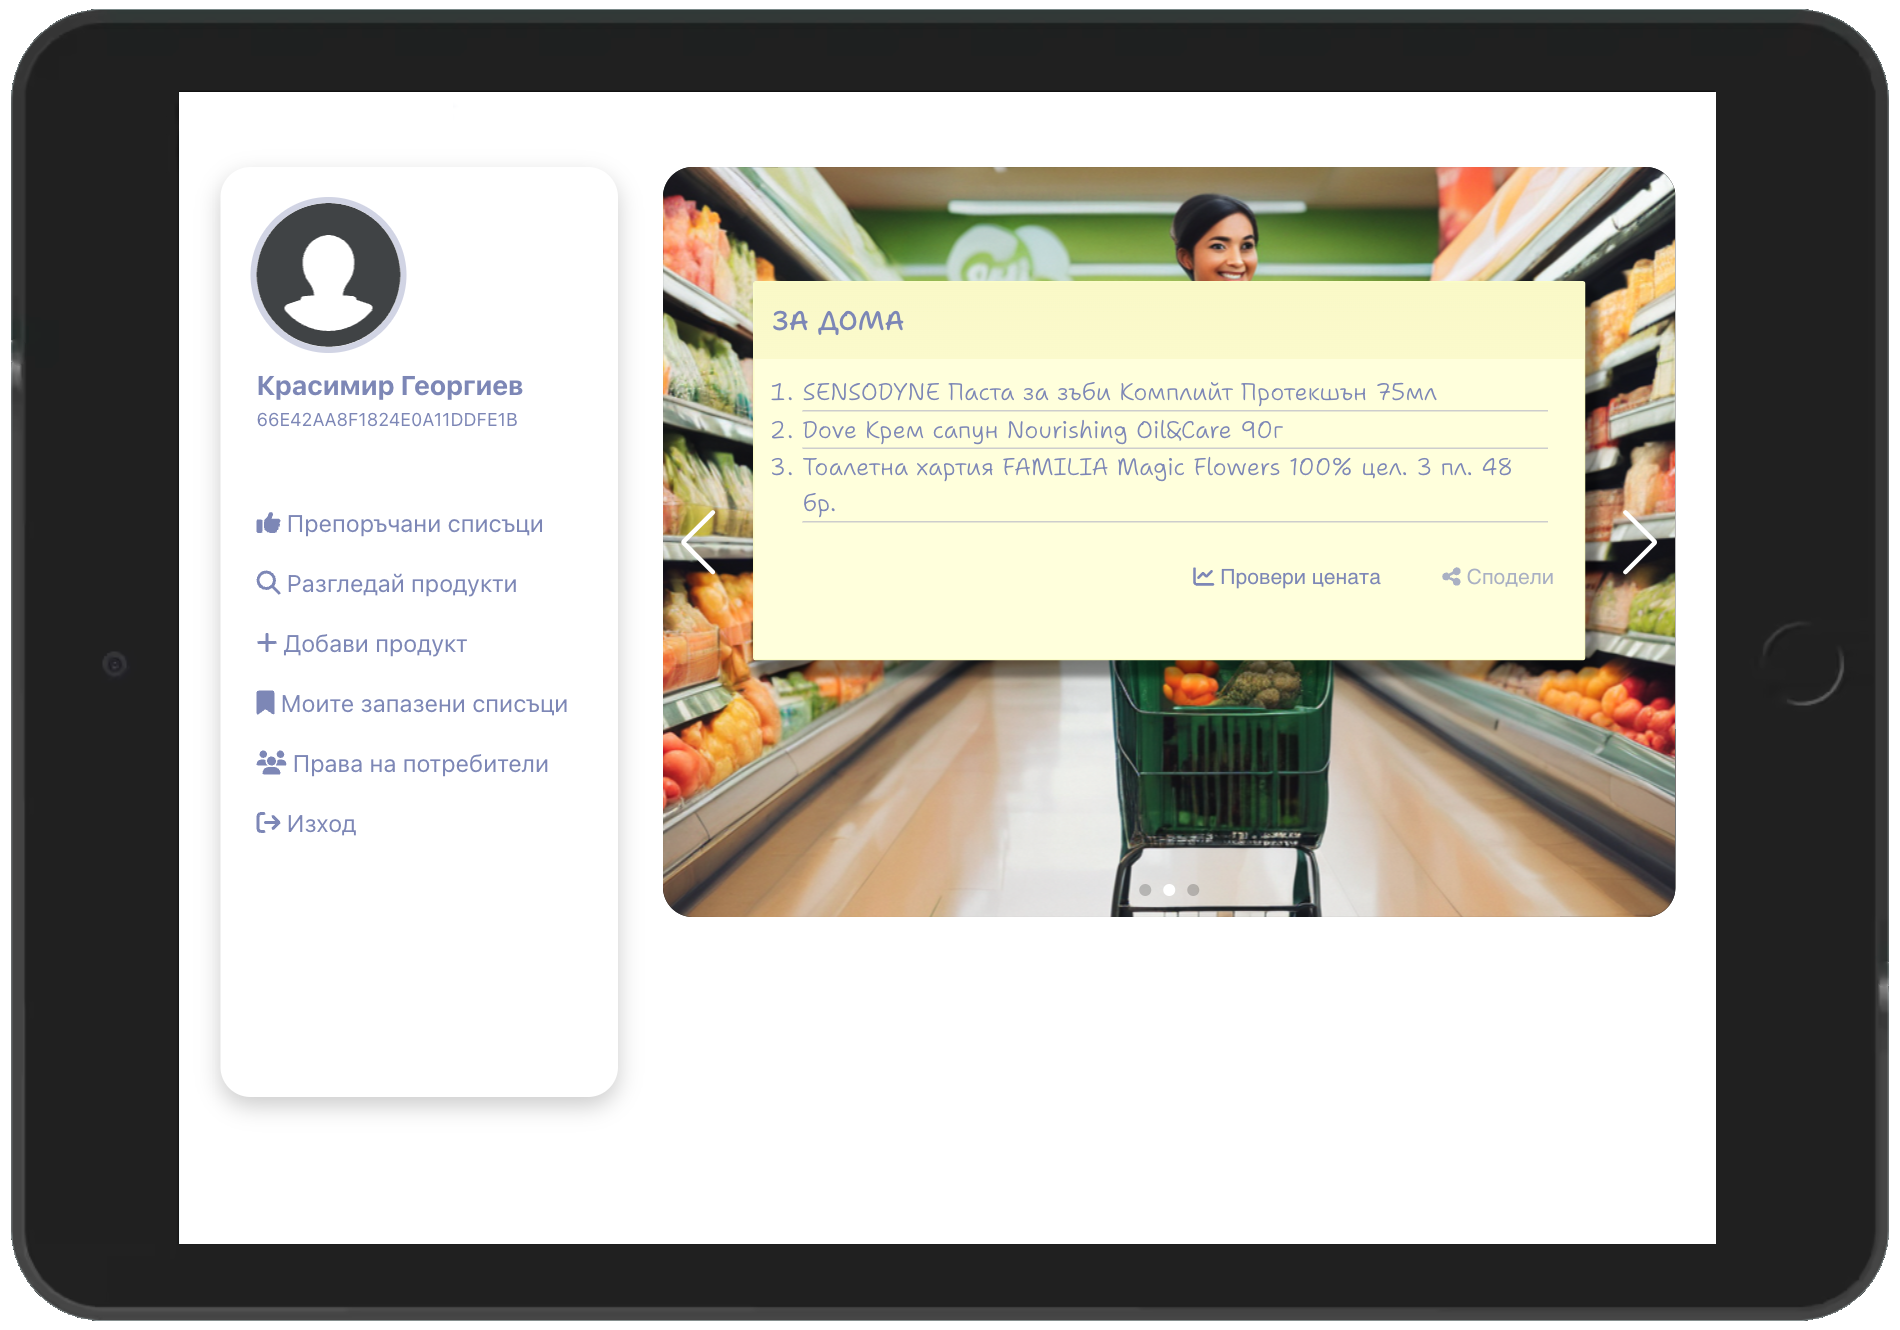 Красимир Георгиев
66E42AA8F1824E0A11DDFE1B
Препоръчани списъци
Разгледай продукти
Добави продукт
Моите запазени списъци
Права на потребители
Изход
ЗА ДОМА
1. SENSODYNE Паста за зъби Комплийт Протекшън 75мл
2. Dove Крем сапун Nourishing Oil&Care 90г
3. Тоалетна хартия FAMILIA Magic Flowers 100% цел. 3 пл. 48
бр.
Провери цената
Сподели